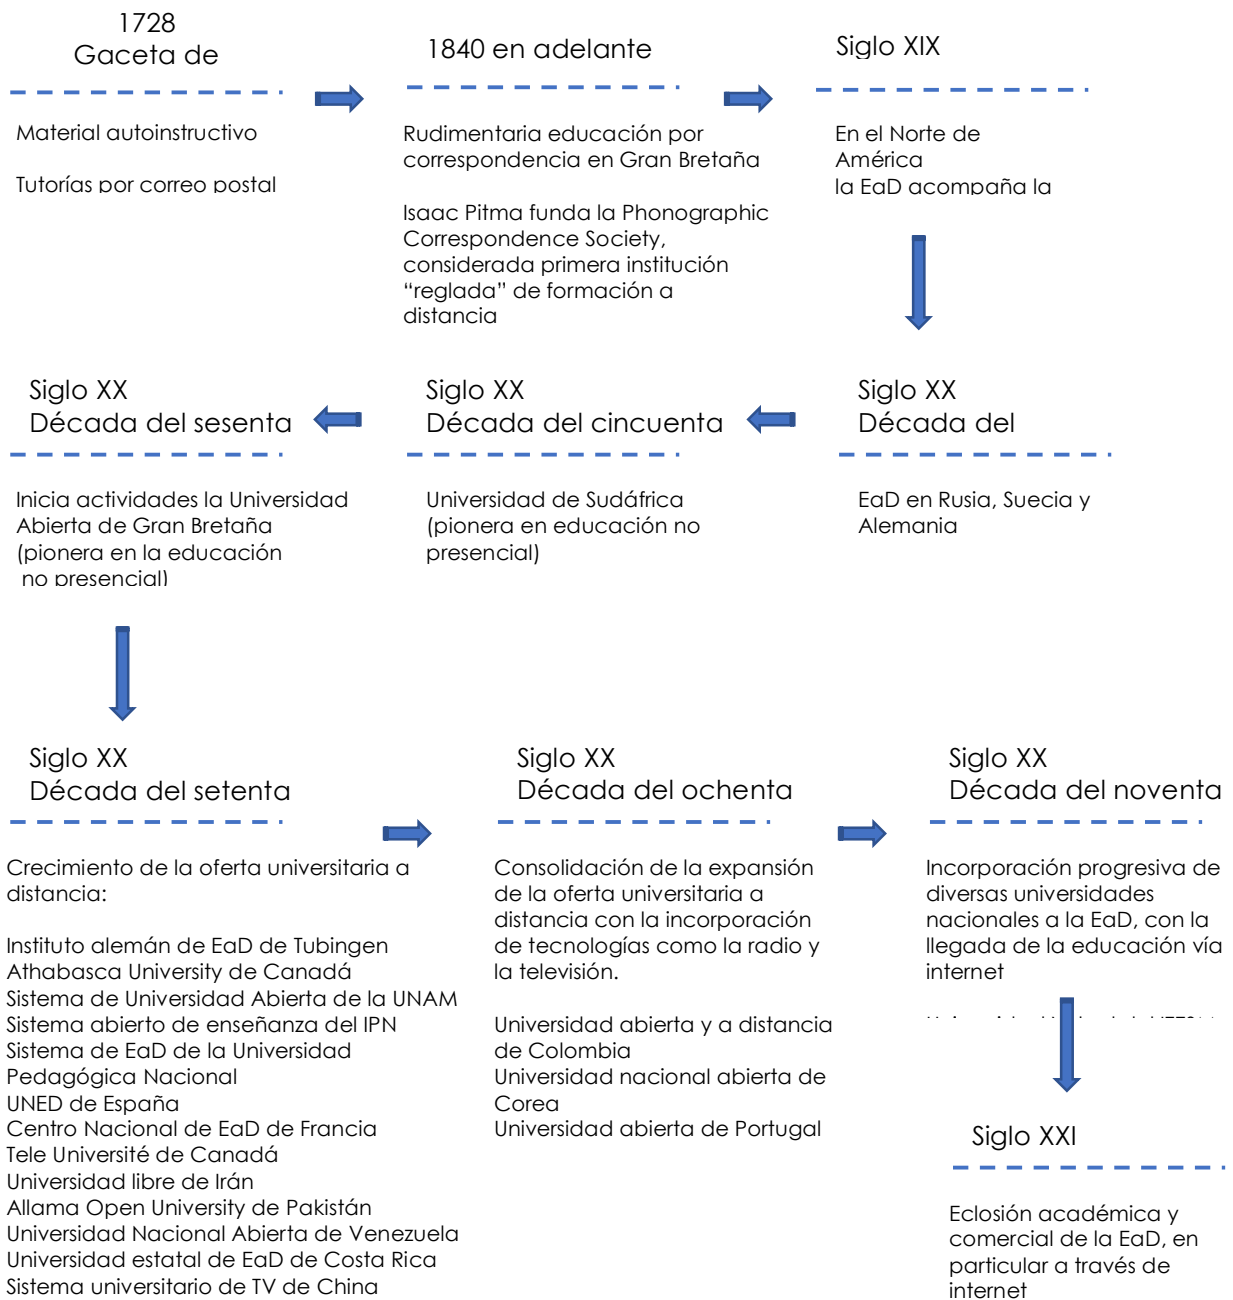 1728
Gaceta de
Material autoinstructivo
Tutorías por correo postal
1840 en adelante
Rudimentaria educación por
correspondencia en Gran Bretaña
Isaac Pitma funda la Phonographic
Correspondence Society,
considerada primera institución
“reglada” de formación a
distancia
Siglo XIX
En el Norte de
América
la EaD acompaña la
Siglo XX
Década del
EaD en Rusia, Suecia y
Alemania
Siglo XX
Década del cincuenta
Universidad de Sudáfrica
(pionera en educación no
presencial)
Siglo XX
Década del sesenta
Inicia actividades la Universidad
Abierta de Gran Bretaña
(pionera en la educación
no presencial)
Siglo XX
Década del setenta
Crecimiento de la oferta universitaria a
distancia:
Instituto alemán de EaD de Tubingen
Athabasca University de Canadá
Sistema de Universidad Abierta de la UNAM
Sistema abierto de enseñanza del IPN
Sistema de EaD de la Universidad
Pedagógica Nacional
UNED de España
Centro Nacional de EaD de Francia
Tele Université de Canadá
Universidad libre de Irán
Allama Open University de Pakistán
Universidad Nacional Abierta de Venezuela
Universidad estatal de EaD de Costa Rica
Sistema universitario de TV de China
Siglo XX
Década del ochenta
Consolidación de la expansión
de la oferta universitaria a
distancia con la incorporación
de tecnologías como la radio y
la televisión.
Universidad abierta y a distancia
de Colombia
Universidad nacional abierta de
Corea
Universidad abierta de Portugal
Siglo XX
Década del noventa
Incorporación progresiva de
diversas universidades
nacionales a la EaD, con la
llegada de la educación vía
internet
Siglo XXI
Eclosión académica y
comercial de la EaD, en
particular a través de
internet